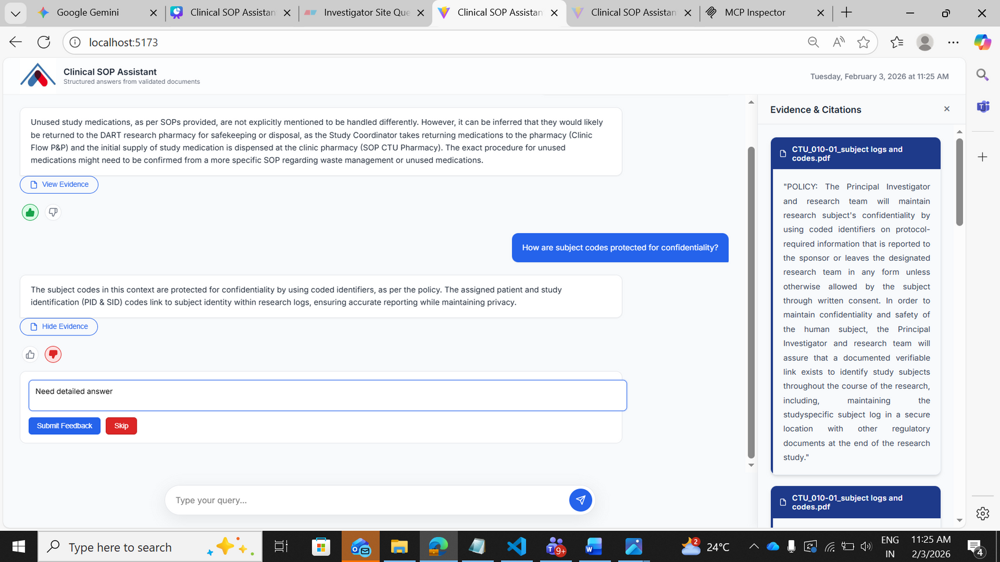 Google Gemini
Clinical SOP Assistan
Investigator Site Que
Clinical SOP Assistan
Clinical SOP Assistan
MCP Inspector
localhost:5173
Clinical SOP Assistant
Structured answers from validated documents
Tuesday, February 3, 2026 at 11:25 AM
Unused study medications, as per SOPs provided, are not explicitly mentioned to be handled differently. However, it can be inferred that they would likely
be returned to the DART research pharmacy for safekeeping or disposal, as the Study Coordinator takes returning medications to the pharmacy (Clinic
Flow P&P) and the initial supply of study medication is dispensed at the clinic pharmacy (SOP CTU Pharmacy). The exact procedure for unused
medications might need to be confirmed from a more specific SOP regarding waste management or unused medications.
View Evidence
How are subject codes protected for confidentiality?
The subject codes in this context are protected for confidentiality by using coded identifiers, as per the policy. The assigned patient and study
identification (PID & SID) codes link to subject identity within research logs, ensuring accurate reporting while maintaining privacy.
Hide Evidence
Need detailed answer
Submit Feedback
Skip
Type your query...
Evidence & Citations
CTU_010-01_subject logs and
codes.pdf
"POLICY: The Principal Investigator
and research team will maintain
research subject's confidentiality by
using coded identifiers on protocol-
required information that is reported to
the sponsor or leaves the designated
research team in any form unless
otherwise allowed by the subject
through written consent. In order to
maintain confidentiality and safety of
the human subject, the Principal
Investigator and research team will
assure that a documented verifiable
link exists to identify study subjects
throughout the course of the research,
including, maintaining the
studyspecific subject log in a secure
location with other regulatory
documents at the end of the research
study."
CTU_010-01_subject logs and
codes.pdf
Type here to search
9+
2
24°C
ENG
IN
11:25 AM
2/3/2026
4